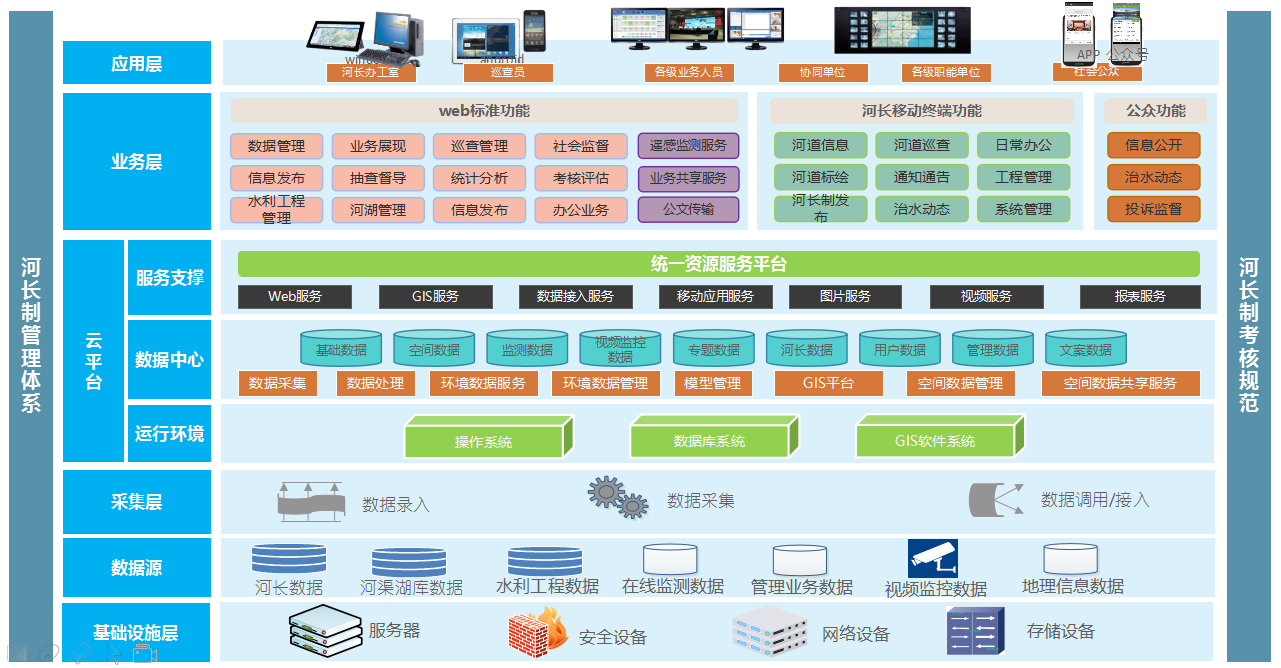 河长制管理体系
应用层
windows
android
APP 公众号
河长办工室
巡查员
各级业务人员
协同单位
各级职能单位
社会公众
业务层
web标准功能
数据管理
业务展现
巡查管理
社会监督
遥感监测服务
信息发布
抽查督导
统计分析
考核评估
业务共享服务
水利工程
管理
河湖管理
信息发布
办公业务
公文传输
河长移动终端功能
河道信息
河道巡查
日常办公
河道标绘
通知通告
工程管理
河长制发
布
治水动态
系统管理
公众功能
信息公开
治水动态
投诉监督
云平台
服务支撑
统一资源服务平台
Web服务
GIS服务
数据接入服务
移动应用服务
图片服务
视频服务
报表服务
数据中心
基础数据
空间数据
监测数据
视频监控
数据
专题数据
河长数据
用户数据
管理数据
文案数据
数据采集
数据处理
环境数据服务
环境数据管理
模型管理
GIS平台
空间数据管理
空间数据共享服务
运行环境
操作系统
数据库系统
GIS软件系统
采集层
数据录入
数据采集
数据调用/接入
数据源
河长数据
河渠湖库数据
水利工程数据
在线监测数据
管理业务数据
视频监控数据
地理信息数据
基础设施层
服务器
安全设备
网络设备
存储设备
河长制考核规范